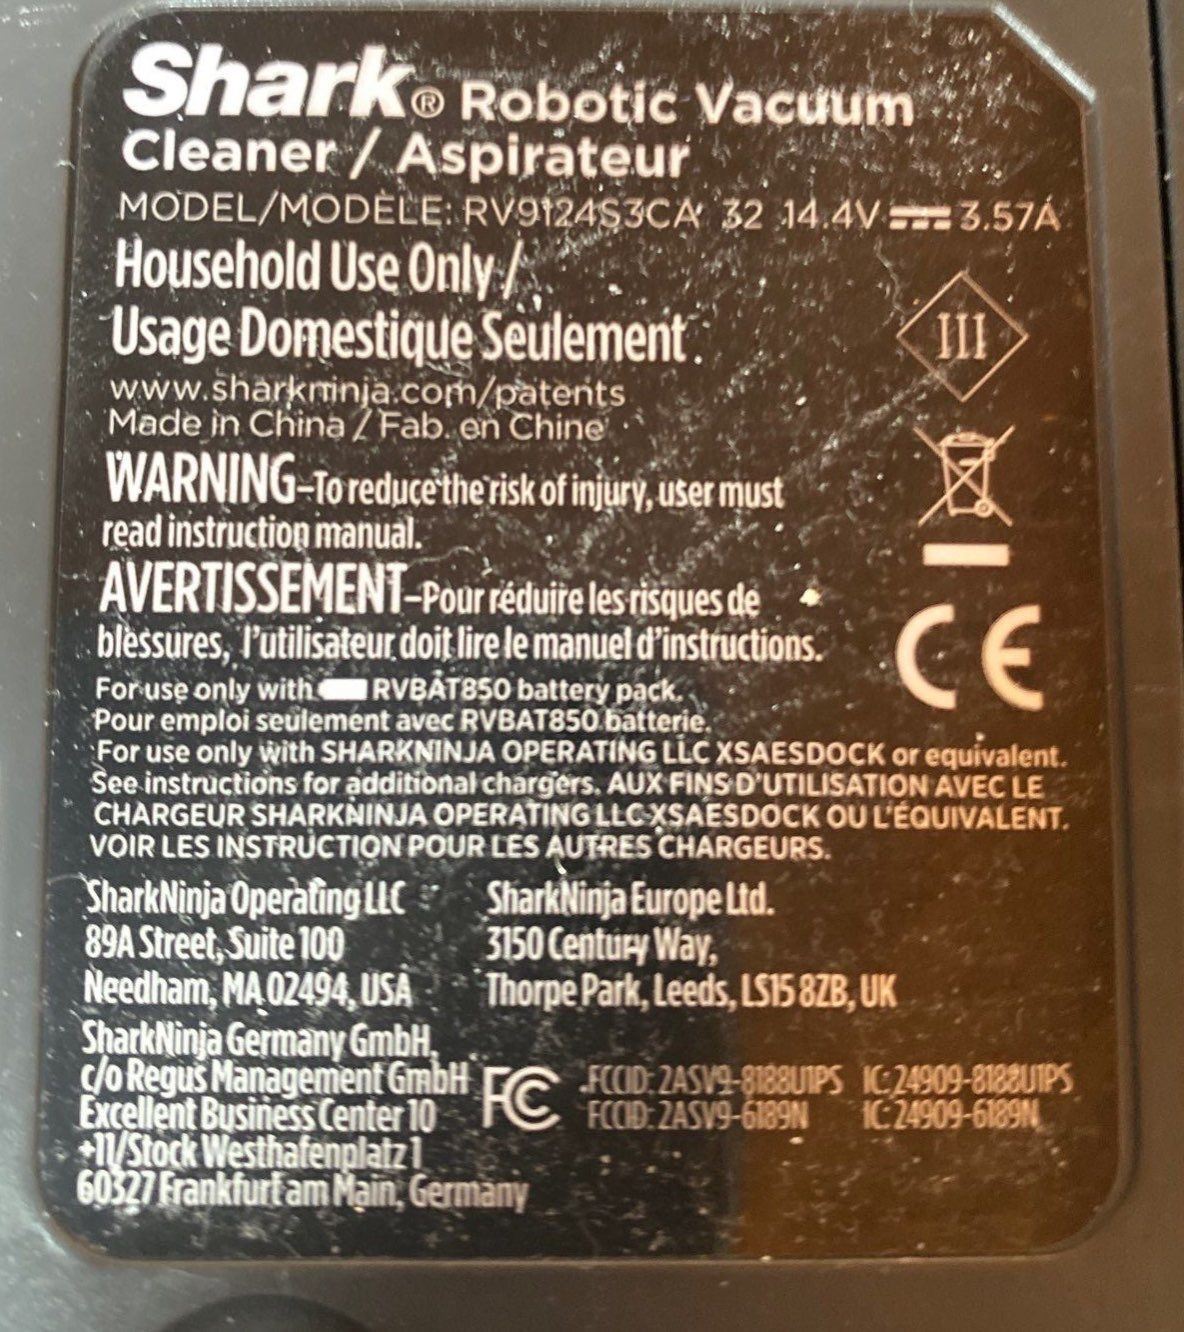 Shark® Robotic Vacuum
Cleaner / Aspirateur
MODEL/MODÈLE: RV9124S3CA 32 14.4V ⎓ 3.57A
Household Use Only /
Usage Domestique Seulement
III
www.sharkninja.com/patents
Made in China / Fab. en Chine
WARNING–To reduce the risk of injury, user must
read instruction manual.
AVERTISSEMENT–Pour réduire les risques de
blessures, l'utilisateur doit lire le manuel d'instructions.
CE
For use only with RVBAT850 battery pack.
Pour emploi seulement avec RVBAT850 batterie.
For use only with SHARKNINJA OPERATING LLC XSAESDOCK or equivalent.
See instructions for additional chargers. AUX FINS D'UTILISATION AVEC LE
CHARGEUR SHARKNINJA OPERATING LLC XSAESDOCK OU L'ÉQUIVALENT.
VOIR LES INSTRUCTION POUR LES AUTRES CHARGEURS.
SharkNinja Operating LLC
89A Street, Suite 100
Needham, MA 02494, USA
SharkNinja Europe Ltd.
3150 Century Way,
Thorpe Park, Leeds, LS15 8ZB, UK
SharkNinja Germany GmbH,
c/o Regus Management GmbH
Excellent Business Center 10
+11/Stock Westhafenplatz 1
60327 Frankfurt am Main, Germany
FC
FCCID: 2ASV9-8188U1PS IC: 24909-8188U1PS
FCCID: 2ASV9-6189N IC: 24909-6189N